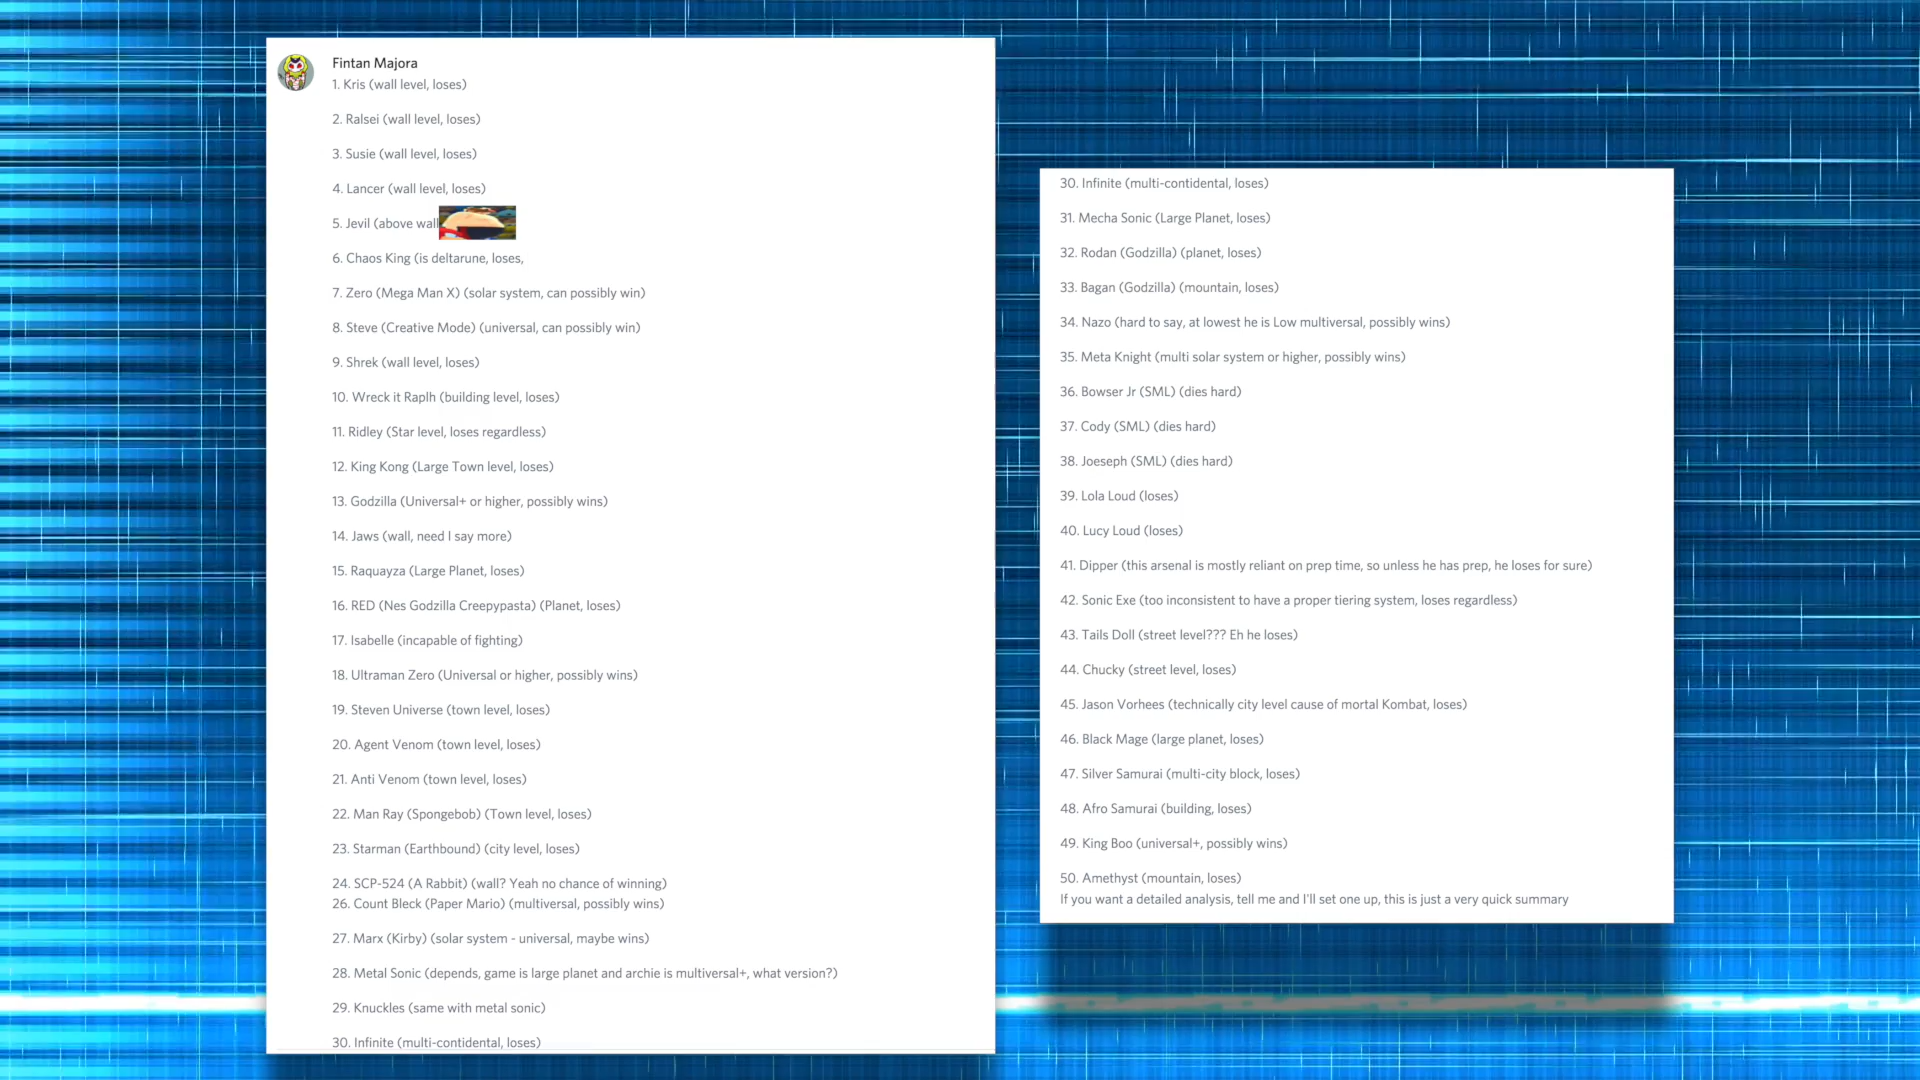 Fintan Majora
1. Kris (wall level, loses)
2. Ralsei (wall level, loses)
3. Susie (wall level, loses)
4. Lancer (wall level, loses)
5. Jevil (above wall
6. Chaos King (is deltarune, loses,
7. Zero (Mega Man X) (solar system, can possibly win)
8. Steve (Creative Mode) (universal, can possibly win)
9. Shrek (wall level, loses)
10. Wreck it Raplh (building level, loses)
11. Ridley (Star level, loses regardless)
12. King Kong (Large Town level, loses)
13. Godzilla (Universal+ or higher, possibly wins)
14. Jaws (wall, need I say more)
15. Raquayza (Large Planet, loses)
16. RED (Nes Godzilla Creepypasta) (Planet, loses)
17. Isabelle (incapable of fighting)
18. Ultraman Zero (Universal or higher, possibly wins)
19. Steven Universe (town level, loses)
20. Agent Venom (town level, loses)
21. Anti Venom (town level, loses)
22. Man Ray (Spongebob) (Town level, loses)
23. Starman (Earthbound) (city level, loses)
24. SCP-524 (A Rabbit) (wall? Yeah no chance of winning)
26. Count Bleck (Paper Mario) (multiversal, possibly wins)
27. Marx (Kirby) (solar system - universal, maybe wins)
28. Metal Sonic (depends, game is large planet and archie is multiversal+, what version?)
29. Knuckles (same with metal sonic)
30. Infinite (multi-contidental, loses)
30. Infinite (multi-contidental, loses)
31. Mecha Sonic (Large Planet, loses)
32. Rodan (Godzilla) (planet, loses)
33. Bagan (Godzilla) (mountain, loses)
34. Nazo (hard to say, at lowest he is Low multiversal, possibly wins)
35. Meta Knight (multi solar system or higher, possibly wins)
36. Bowser Jr (SML) (dies hard)
37. Cody (SML) (dies hard)
38. Joeseph (SML) (dies hard)
39. Lola Loud (loses)
40. Lucy Loud (loses)
41. Dipper (this arsenal is mostly reliant on prep time, so unless he has prep, he loses for sure)
42. Sonic Exe (too inconsistent to have a proper tiering system, loses regardless)
43. Tails Doll (street level??? Eh he loses)
44. Chucky (street level, loses)
45. Jason Vorhees (technically city level cause of mortal Kombat, loses)
46. Black Mage (large planet, loses)
47. Silver Samurai (multi-city block, loses)
48. Afro Samurai (building, loses)
49. King Boo (universal+, possibly wins)
50. Amethyst (mountain, loses)
If you want a detailed analysis, tell me and I'll set one up, this is just a very quick summary